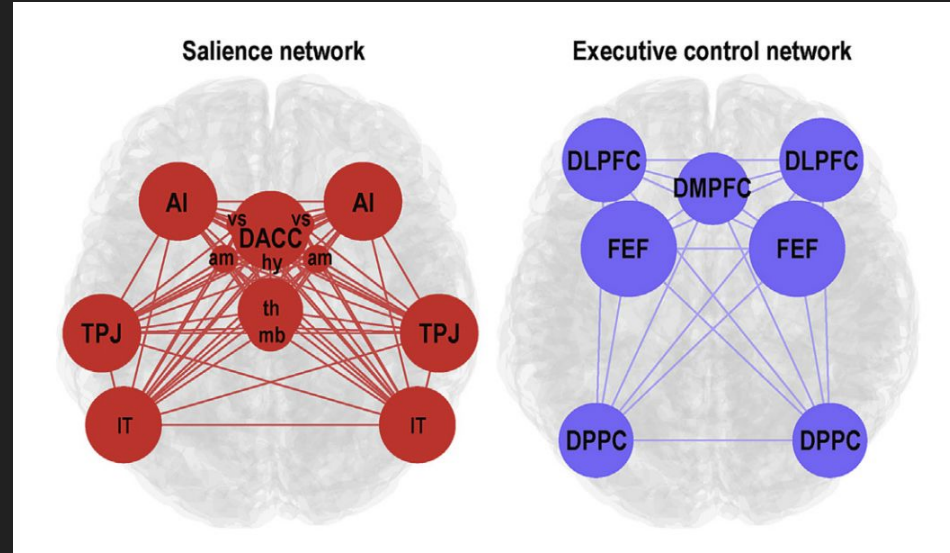 Salience network
Executive control network
AI
AI
vs
vs
DACC
am
hy
am
th
mb
TPJ
TPJ
IT
IT
DLPFC
DLPFC
DMPFC
FEF
FEF
DPPC
DPPC